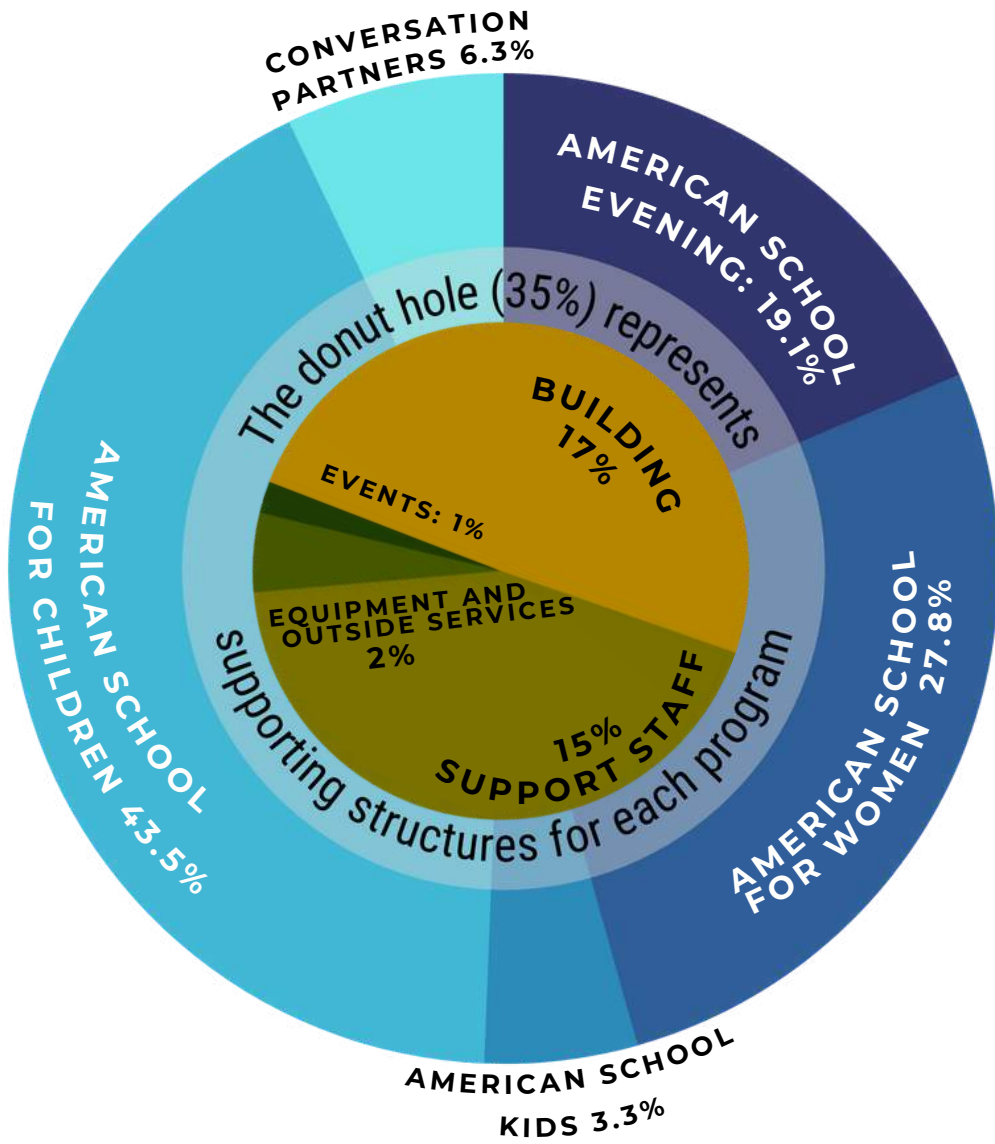 CONVERSATION
PARTNERS 6.3%
AMERICAN SCHOOL
EVENING: 19.1%
The donut hole (35%) represents
BUILDING
17%
EVENTS: 1%
EQUIPMENT AND
OUTSIDE SERVICES
2%
15%
SUPPORT STAFF
supporting structures for each program
AMERICAN SCHOOL
FOR CHILDREN 43.5%
AMERICAN SCHOOL
FOR WOMEN 27.8%
AMERICAN SCHOOL
KIDS 3.3%